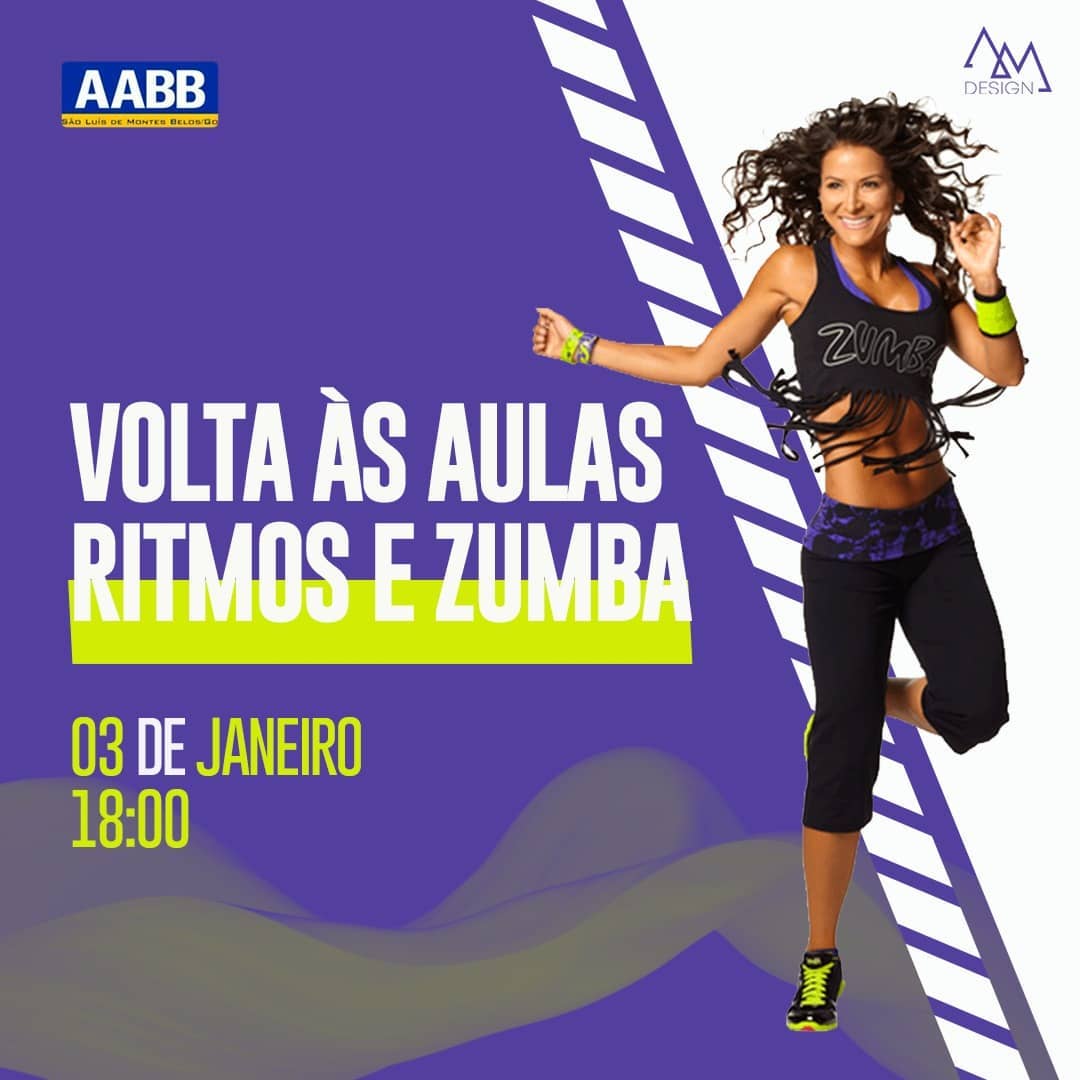 AABB
São Luís de Montes Belos/Go
AM
DESIGN
ZUMBA
VOLTA ÀS AULAS
RITMOS E ZUMBA
03 DE JANEIRO
18:00